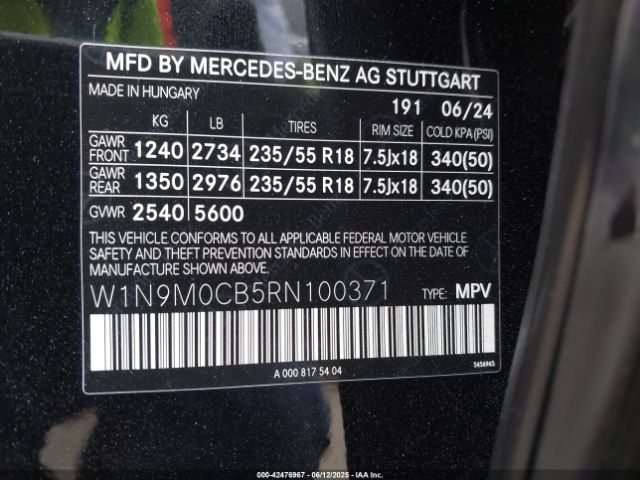 MFD BY MERCEDES-BENZ AG STUTTGART
MADE IN HUNGARY 191 06/24
KG LB TIRES RIM SIZE COLD KPA(PSI)
GAWR FRONT 1240 2734 235/55 R18 7.5Jx18 340(50)
GAWR REAR 1350 2976 235/55 R18 7.5Jx18 340(50)
GVWR 2540 5600
THIS VEHICLE CONFORMS TO ALL APPLICABLE FEDERAL MOTOR VEHICLE
SAFETY AND THEFT PREVENTION STANDARDS IN EFFECT ON THE DATE
OF MANUFACTURE SHOWN ABOVE.
W1N9M0CB5RN100371 TYPE: MPV
A 000 817 54 04 5456965
000-42476967 - 06/12/2025 - IAAI, Inc.